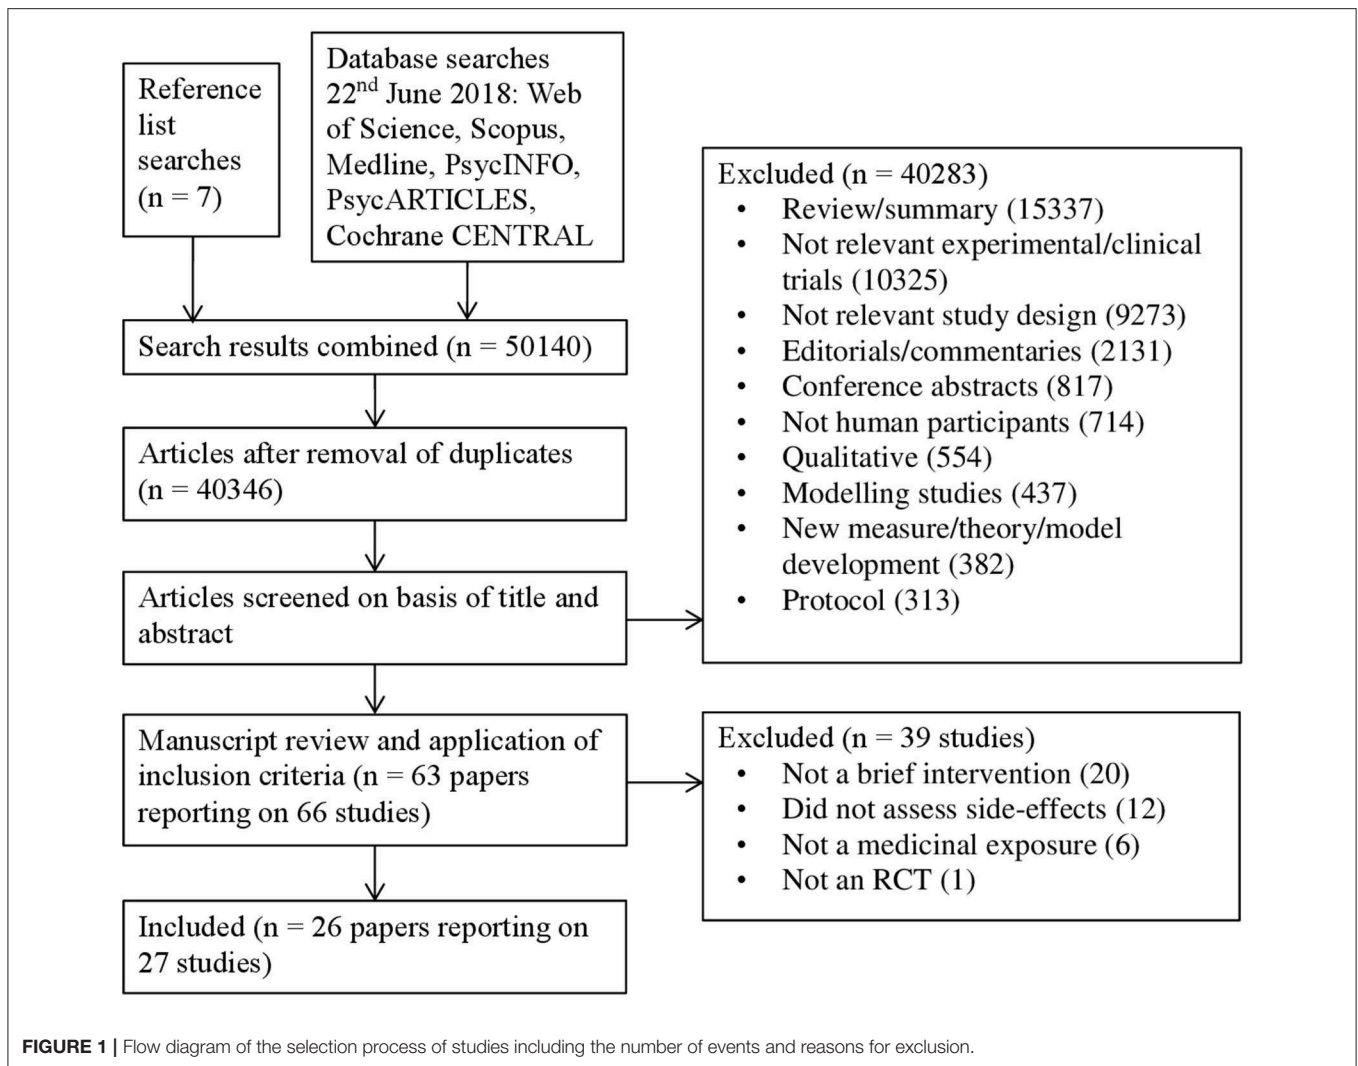 Reference
list
searches
(n = 7)
Database searches
22nd June 2018: Web
of Science, Scopus,
Medline, PsycINFO,
PsycARTICLES,
Cochrane CENTRAL
Search results combined (n = 50140)
Articles after removal of duplicates
(n = 40346)
Articles screened on basis of title and
abstract
Excluded (n = 40283)
• Review/summary (15337)
• Not relevant experimental/clinical
trials (10325)
• Not relevant study design (9273)
• Editorials/commentaries (2131)
• Conference abstracts (817)
• Not human participants (714)
• Qualitative (554)
• Modelling studies (437)
• New measure/theory/model
development (382)
• Protocol (313)
Manuscript review and application of
inclusion criteria (n = 63 papers
reporting on 66 studies)
Excluded (n = 39 studies)
• Not a brief intervention (20)
• Did not assess side-effects (12)
• Not a medicinal exposure (6)
• Not an RCT (1)
Included (n = 26 papers reporting on
27 studies)
FIGURE 1 | Flow diagram of the selection process of studies including the number of events and reasons for exclusion.